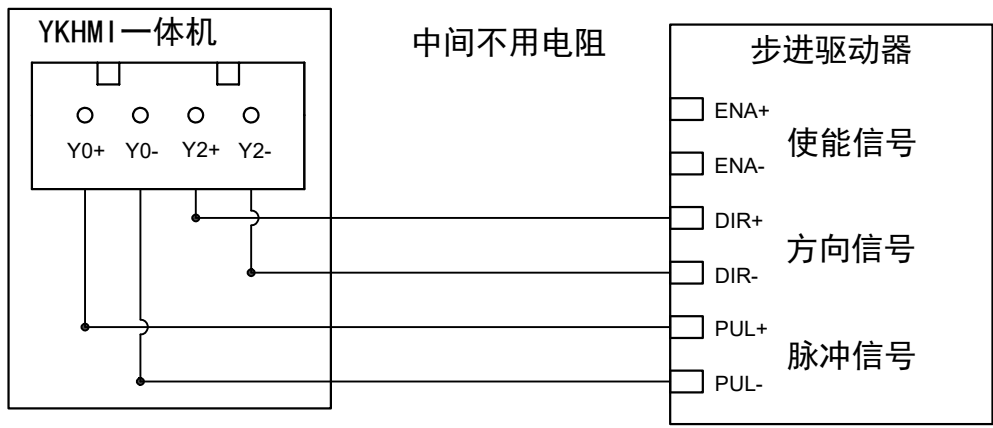 YKHMI一体机
中间不用电阻
步进驱动器
Y0+ Y0- Y2+ Y2-
ENA+
使能信号
ENA-
DIR+
方向信号
DIR-
PUL+
脉冲信号
PUL-